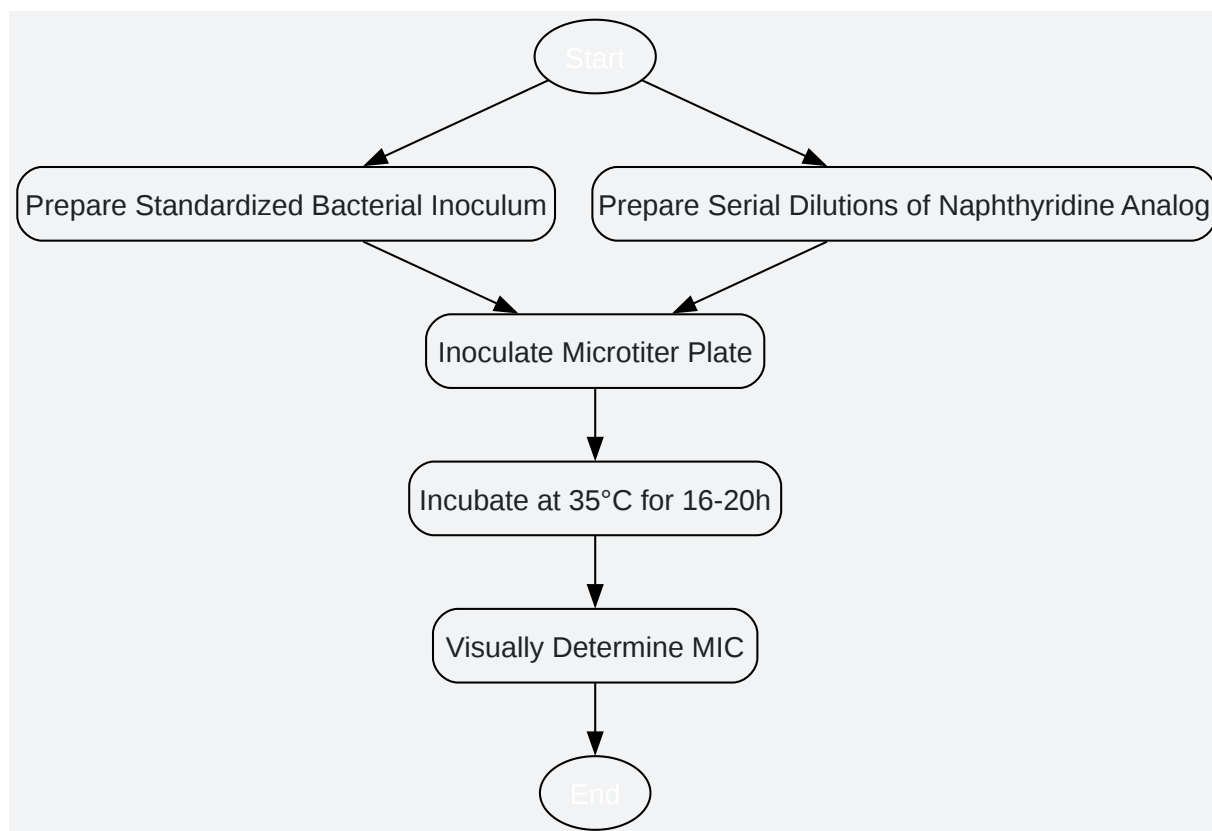 Start
Prepare Standardized Bacterial Inoculum
Prepare Serial Dilutions of Naphthyridine Analog
Inoculate Microtiter Plate
Incubate at 35°C for 16-20h
Visually Determine MIC
End